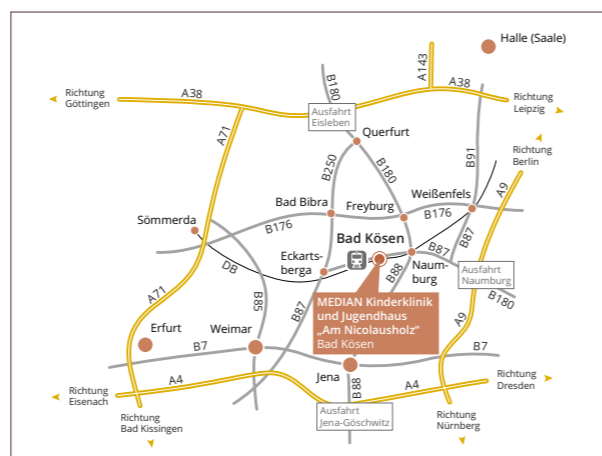 Halle (Saale)
A143
B180
Richtung
Göttingen
A38
A38
Richtung
Leipzig
Ausfahrt
Eisleben
A71
Querfurt
B91
Richtung
Berlin
B250
B180
A9
Bad Bibra
Freyburg
Weißenfels
B176
Sömmerda
B176
Bad Kösen
B87
B87
DB
Eckarts-
berga
B88
Naum-
burg
Ausfahrt
Naumburg
B180
A71
B85
B87
MEDIAN Kinderklinik
und Jugendhaus
„Am Nicolausholz“
Bad Kösen
A9
Erfurt
Weimar
B7
B7
Jena
Richtung
Eisenach
A4
B88
A4
Richtung
Dresden
Richtung
Bad Kissingen
Ausfahrt
Jena-Göschwitz
Richtung
Nürnberg